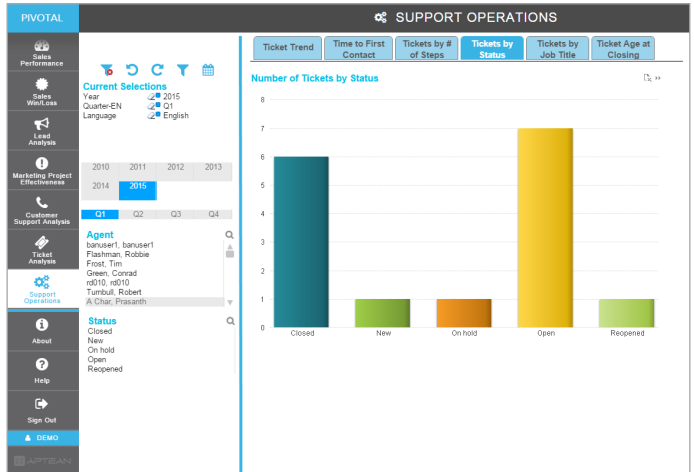 PIVOTAL
SUPPORT OPERATIONS
Sales
Performance
Sales
Win/Loss
Lead
Analysis
Marketing Project
Effectiveness
Customer
Support Analysis
Ticket
Analysis
Support
Operations
About
Help
Sign Out
DEMO
APTEAN
Current Selections
Year 2015
Quarter-EN Q1
Language English
2010 2011 2012 2013
2014 2015
Q1 Q2 Q3 Q4
Agent
banuser1, banuser1
Flashman, Robbie
Frost, Tim
Green, Conrad
rd010, rd010
Turnbull, Robert
A Char, Prasanth
Status
Closed
New
On hold
Open
Reopened
Ticket Trend
Time to First
Contact
Tickets by #
of Steps
Tickets by
Status
Tickets by
Job Title
Ticket Age at
Closing
Number of Tickets by Status
8
7
6
5
4
3
2
1
0
Closed New On hold Open Reopened